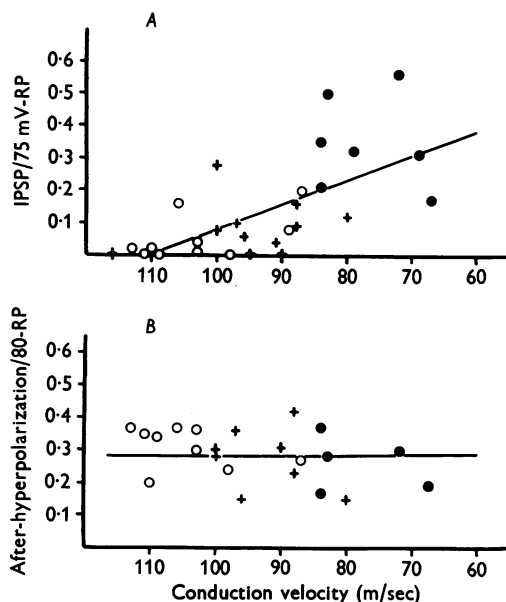 A
IPSP/75 mV-RP
0·6
0·5
0·4
0·3
0·2
0·1
110 100 90 80 70 60
B
After-hyperpolarization/80-RP
0·6
0·5
0·4
0·3
0·2
0·1
110 100 90 80 70 60
Conduction velocity (m/sec)